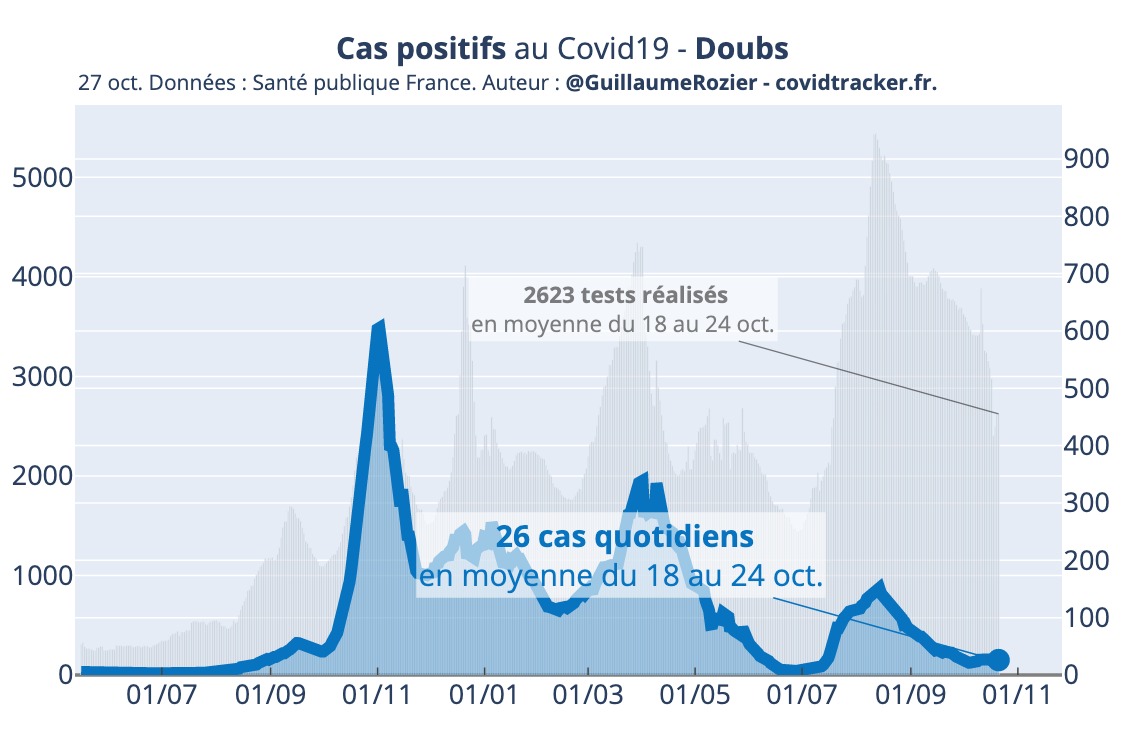 Cas positifs au Covid19 - Doubs
27 oct. Données : Santé publique France. Auteur : @GuillaumeRozier - covidtracker.fr.
5000
4000
3000
2000
1000
0
900
800
700
600
500
400
300
200
100
0
2623 tests réalisés
en moyenne du 18 au 24 oct.
26 cas quotidiens
en moyenne du 18 au 24 oct.
01/07 01/09 01/11 01/01 01/03 01/05 01/07 01/09 01/11